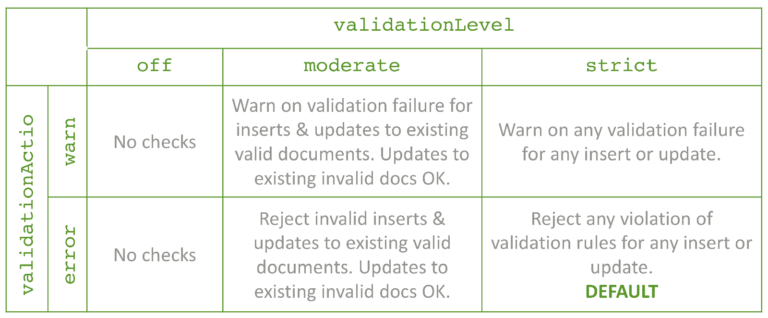 validationLevel
off
moderate
strict
validationActio
warn
No checks
Warn on validation failure for
inserts & updates to existing
valid documents. Updates to
existing invalid docs OK.
Warn on any validation failure
for any insert or update.
error
No checks
Reject invalid inserts &
updates to existing valid
documents. Updates to
existing invalid docs OK.
Reject any violation of
validation rules for any insert or
update.
DEFAULT